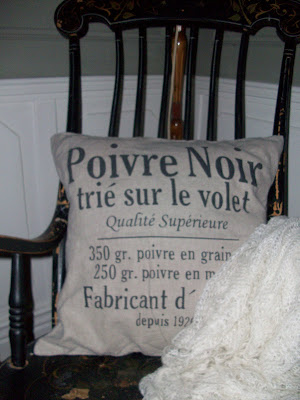 Poivre Noir
trié sur le volet
Qualité Supérieure
350 gr. poivre en grain
250 gr. poivre en
Fabricant d´
depuis